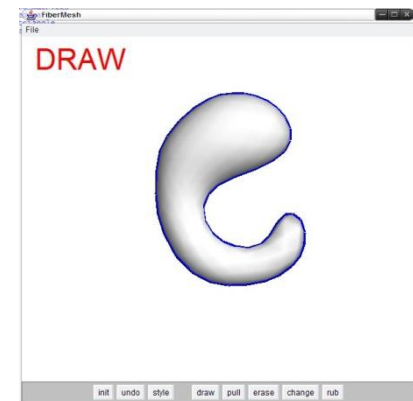 FiberMesh
File
DRAW
init undo style draw pull erase change rub